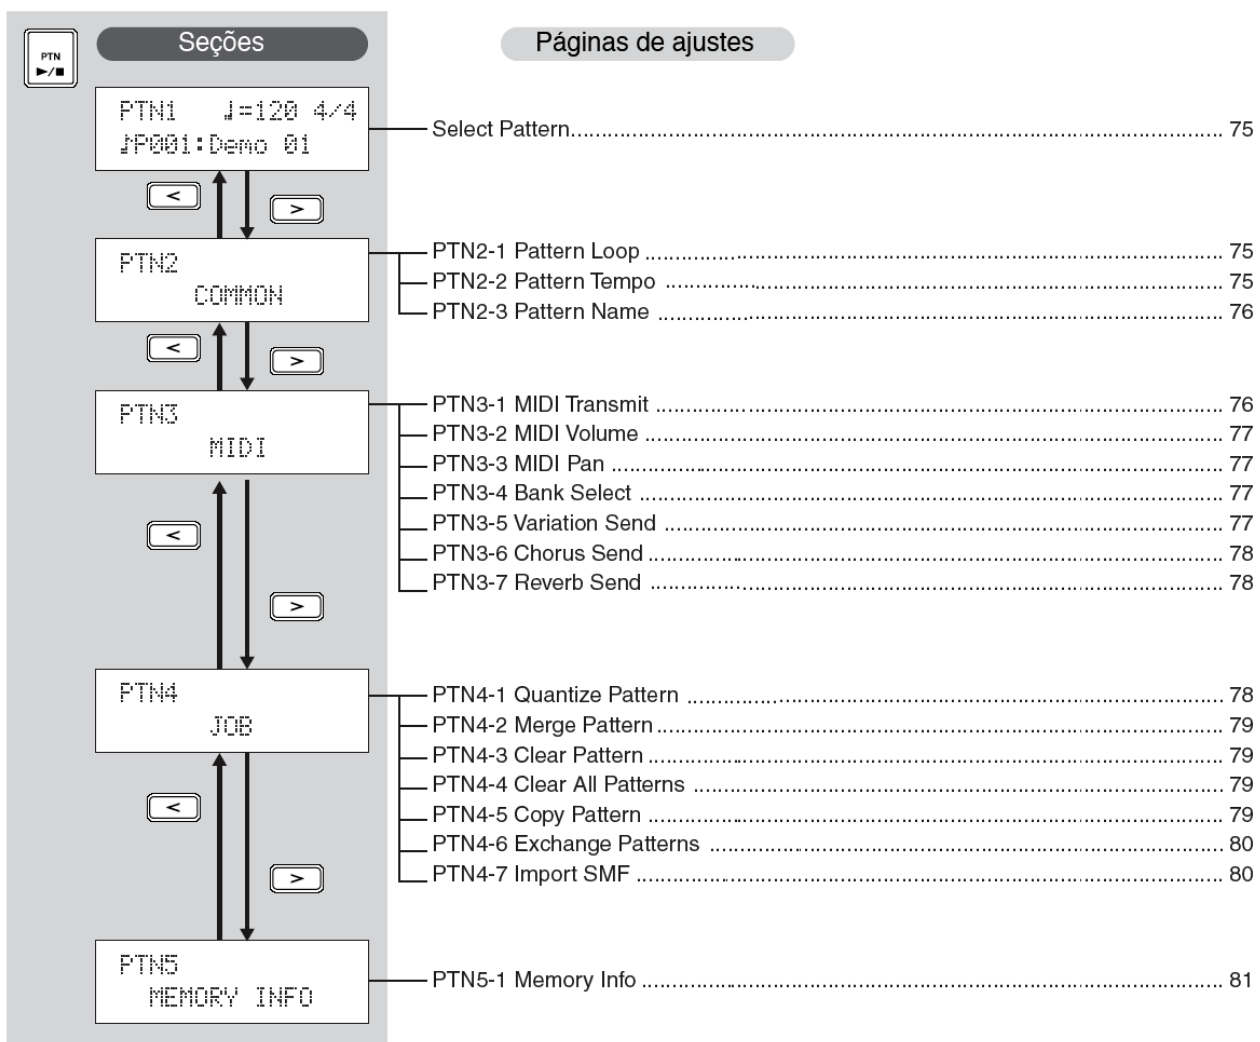 PTN
►/■
Seções
Páginas de ajustes
PTN1 ♩=120 4/4
♪P001:Demo 01
Select Pattern 75
<
>
PTN2
COMMON
PTN2-1 Pattern Loop 75
PTN2-2 Pattern Tempo 75
PTN2-3 Pattern Name 76
<
>
PTN3
MIDI
PTN3-1 MIDI Transmit 76
PTN3-2 MIDI Volume 77
PTN3-3 MIDI Pan 77
PTN3-4 Bank Select 77
PTN3-5 Variation Send 77
PTN3-6 Chorus Send 78
PTN3-7 Reverb Send 78
<
>
PTN4
JOB
PTN4-1 Quantize Pattern 78
PTN4-2 Merge Pattern 79
PTN4-3 Clear Pattern 79
PTN4-4 Clear All Patterns 79
PTN4-5 Copy Pattern 79
PTN4-6 Exchange Patterns 80
PTN4-7 Import SMF 80
<
>
PTN5
MEMORY INFO
PTN5-1 Memory Info 81